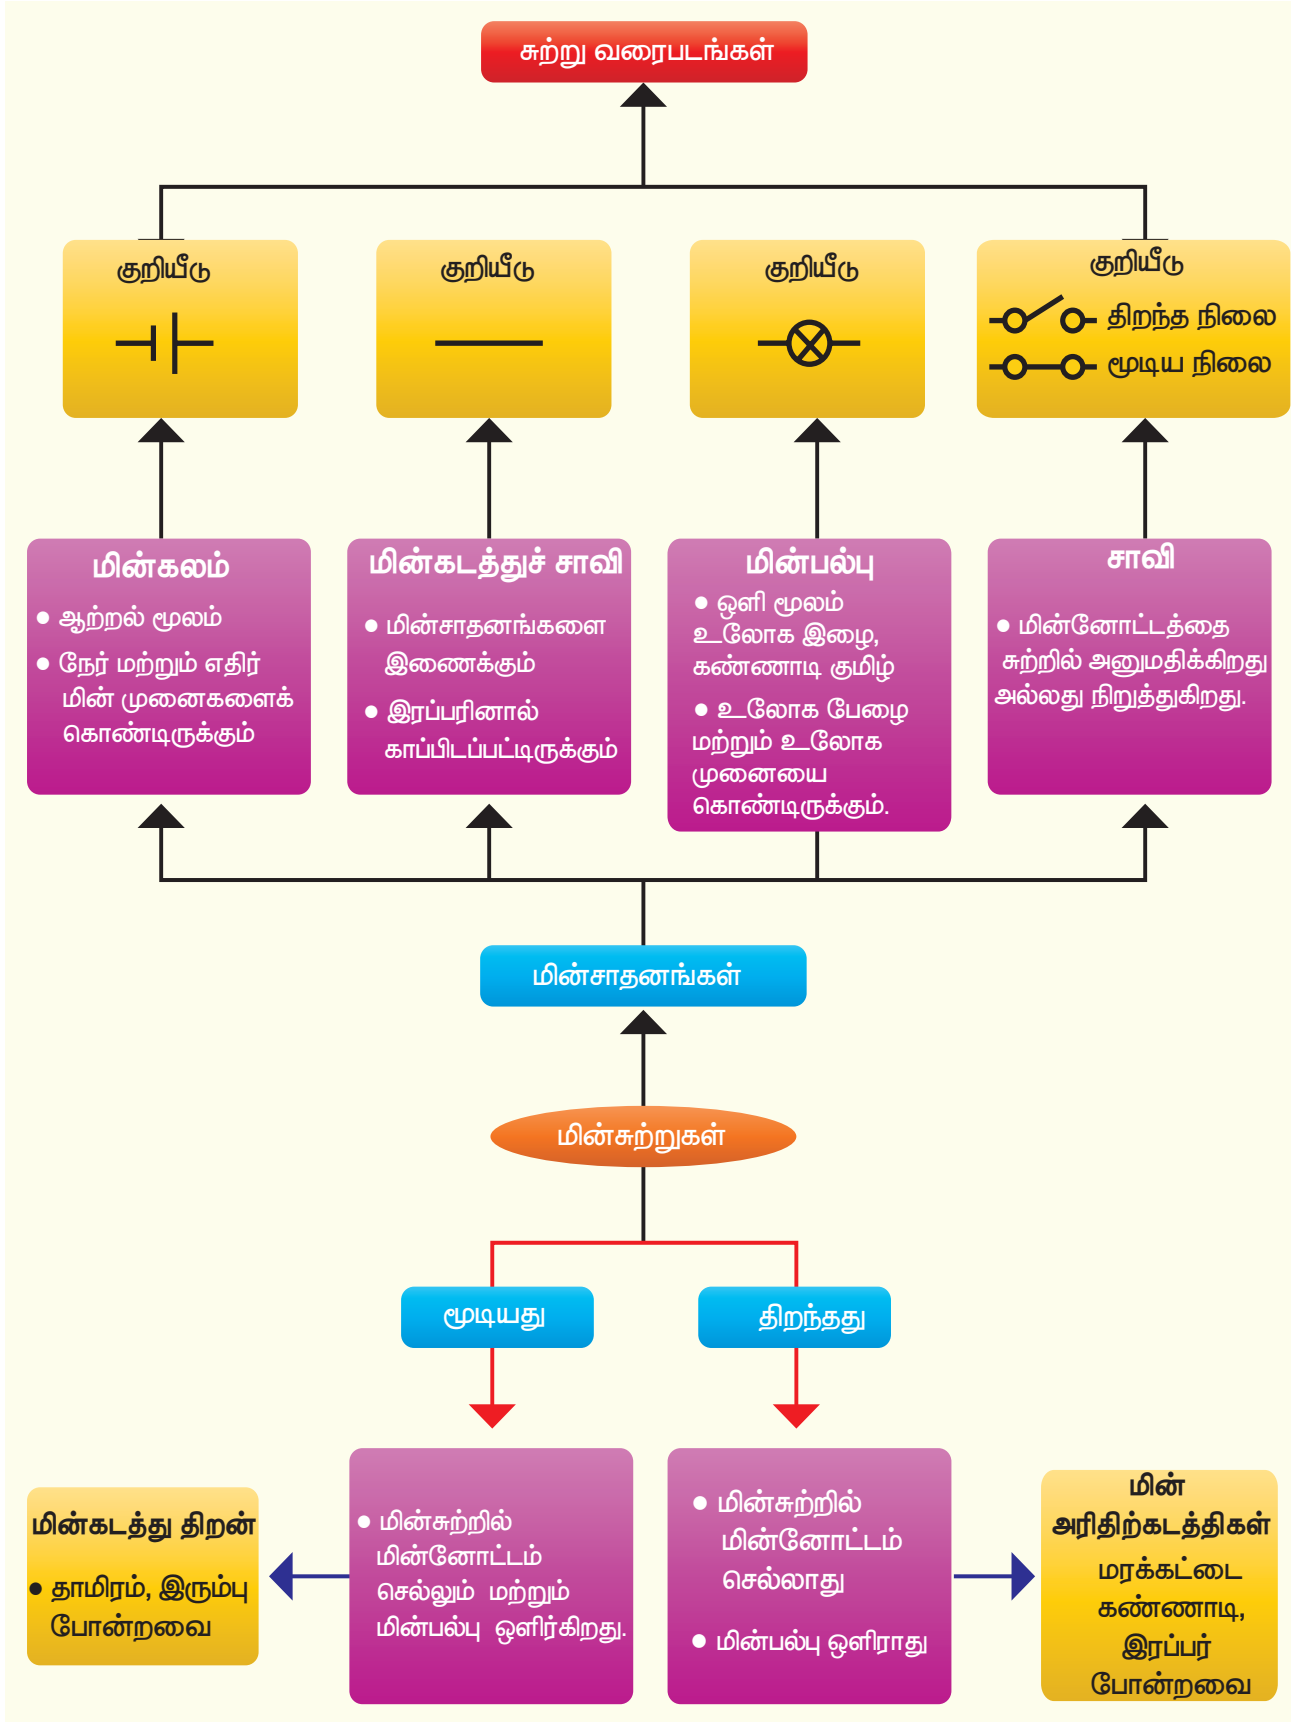 சுற்று வரைபடங்கள்
குறியீடு
குறியீடு
குறியீடு
குறியீடு
திறந்த நிலை
மூடிய நிலை
மின்கலம்
● ஆற்றல் மூலம்
● நேர் மற்றும் எதிர்
மின் முனைகளைக்
கொண்டிருக்கும்
மின்கடத்துச் சாவி
● மின்சாதனங்களை
இணைக்கும்
● இரப்பரினால்
காப்பிடப்பட்டிருக்கும்
மின்பல்பு
● ஒளி மூலம்
உலோக இழை,
கண்ணாடி குமிழ்
● உலோக பேழை
மற்றும் உலோக
முனையை
கொண்டிருக்கும்.
சாவி
● மின்னோட்டத்தை
சுற்றில் அனுமதிக்கிறது
அல்லது நிறுத்துகிறது.
மின்சாதனங்கள்
மின்சுற்றுகள்
மூடியது
திறந்தது
மின்கடத்து திறன்
● தாமிரம், இரும்பு
போன்றவை
● மின்சுற்றில்
மின்னோட்டம்
செல்லும் மற்றும்
மின்பல்பு ஒளிர்கிறது.
● மின்சுற்றில்
மின்னோட்டம்
செல்லாது
● மின்பல்பு ஒளிராது
மின்
அரிதிற்கடத்திகள்
மரக்கட்டை
கண்ணாடி,
இரப்பர்
போன்றவை